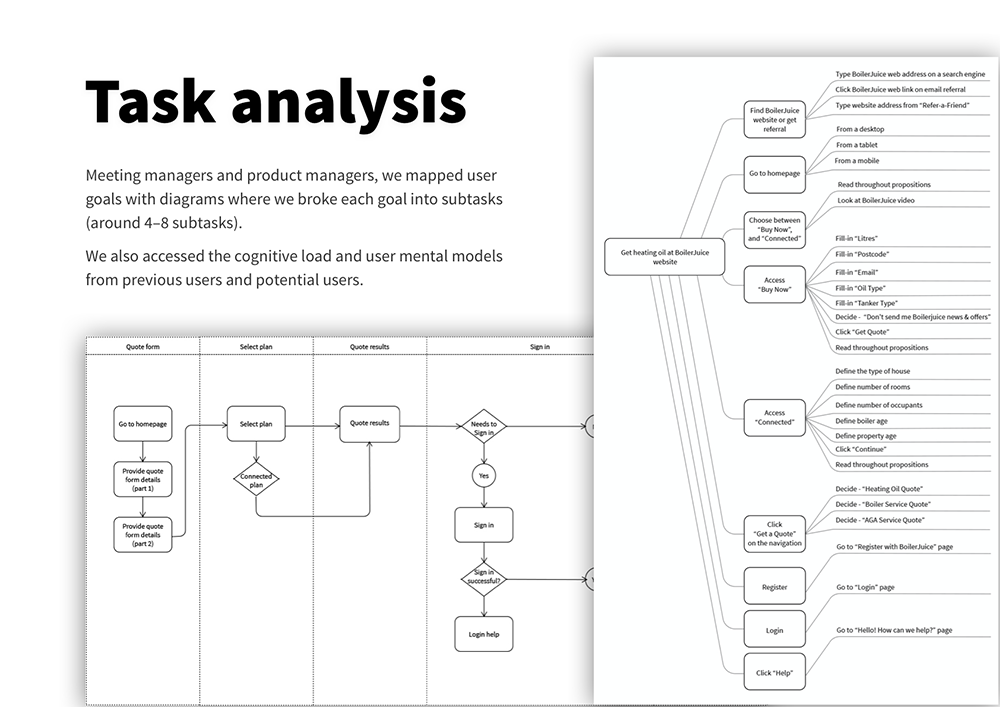 Task analysis
Meeting managers and product managers, we mapped user
goals with diagrams where we broke each goal into subtasks
(around 4–8 subtasks).
We also accessed the cognitive load and user mental models
from previous users and potential users.
Quote form
Select plan
Quote results
Sign in
Go to homepage
Provide quote
form details
(part 1)
Provide quote
form details
(part 2)
Select plan
Connected
plan
Quote results
Needs to
Sign in
Yes
Sign in
Sign in
successful?
Login help
Get heating oil at BoilerJuice
website
Find BoilerJuice
website or get
referral
Type BoilerJuice web address on a search engine
Click BoilerJuice web link on email referral
Type website address from “Refer-a-Friend”
Go to homepage
From a desktop
From a tablet
From a mobile
Choose between
“Buy Now”,
and “Connected”
Read throughout propositions
Look at BoilerJuice video
Access
“Buy Now”
Fill-in “Litres”
Fill-in “Postcode”
Fill-in “Email”
Fill-in “Oil Type”
Fill-in “Tanker Type”
Decide - “Don't send me Boilerjuice news & offers”
Click “Get Quote”
Read throughout propositions
Access
“Connected”
Define the type of house
Define number of rooms
Define number of occupants
Define boiler age
Define property age
Click “Continue”
Read throughout propositions
Click
“Get a Quote”
on the navigation
Decide - “Heating Oil Quote”
Decide - “Boiler Service Quote”
Decide - “AGA Service Quote”
Register
Go to “Register with BoilerJuice” page
Login
Go to “Login” page
Click “Help”
Go to “Hello! How can we help?” page